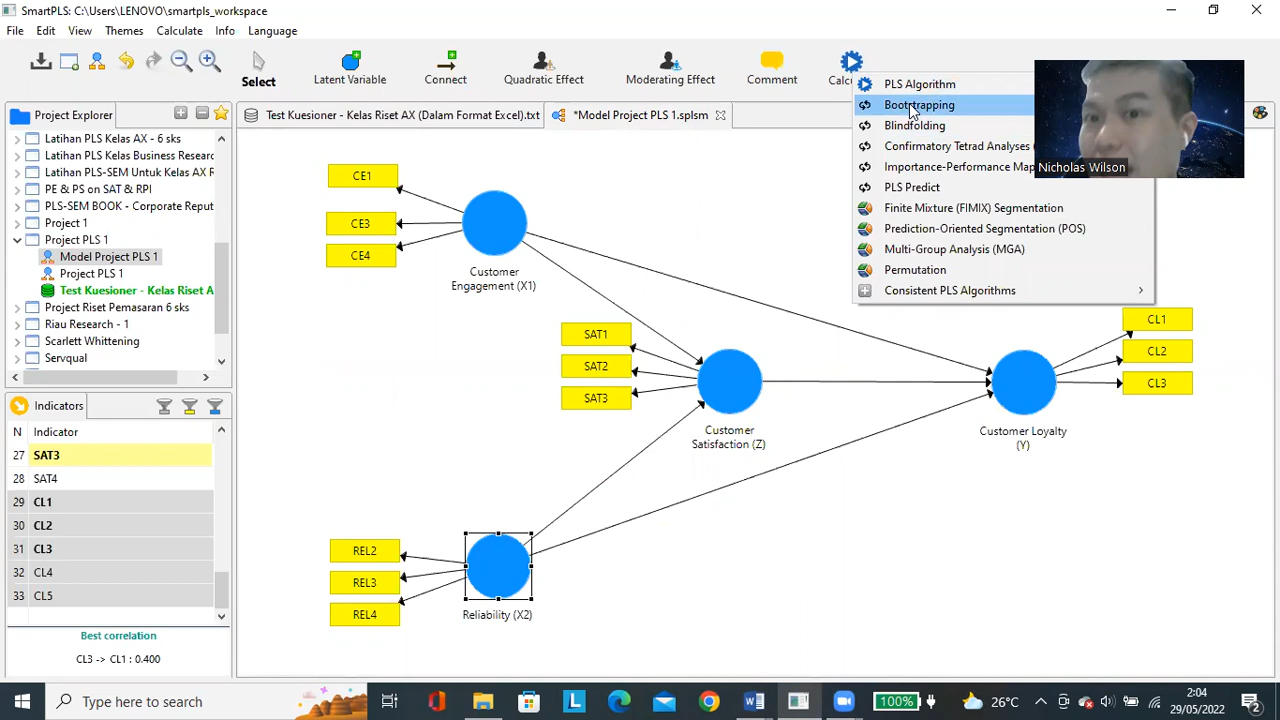 SmartPLS: C:\Users\LENOVO\smartpls_workspace
File Edit View Themes Calculate Info Language
Select
Latent Variable
Connect
Quadratic Effect
Moderating Effect
Comment
Calc
PLS Algorithm
Bootstrapping
Blindfolding
Confirmatory Tetrad Analyses (
Importance-Performance Map
PLS Predict
Finite Mixture (FIMIX) Segmentation
Prediction-Oriented Segmentation (POS)
Multi-Group Analysis (MGA)
Permutation
Consistent PLS Algorithms
Nicholas Wilson
Project Explorer
Test Kuesioner - Kelas Riset AX (Dalam Format Excel).txt
*Model Project PLS 1.splsm
Latihan PLS Kelas AX - 6 sks
Latihan PLS Kelas Business Researc
Latihan PLS-SEM Untuk Kelas AX
PE & PS on SAT & RPI
PLS-SEM BOOK - Corporate Reput
Project 1
Project PLS 1
Model Project PLS 1
Project PLS 1
Test Kuesioner - Kelas Riset A
Project Riset Pemasaran 6 sks
Riau Research - 1
Scarlett Whittening
Servqual
Indicators
N Indicator
27 SAT3
28 SAT4
29 CL1
30 CL2
31 CL3
32 CL4
33 CL5
Best correlation
CL3 -> CL1 : 0.400
CE1
CE3
CE4
Customer
Engagement (X1)
SAT1
SAT2
SAT3
Customer
Satisfaction (Z)
CL1
CL2
CL3
Customer Loyalty
(Y)
REL2
REL3
REL4
Reliability (X2)
Type here to search
100%
26°C
2:04
29/05/2022
2